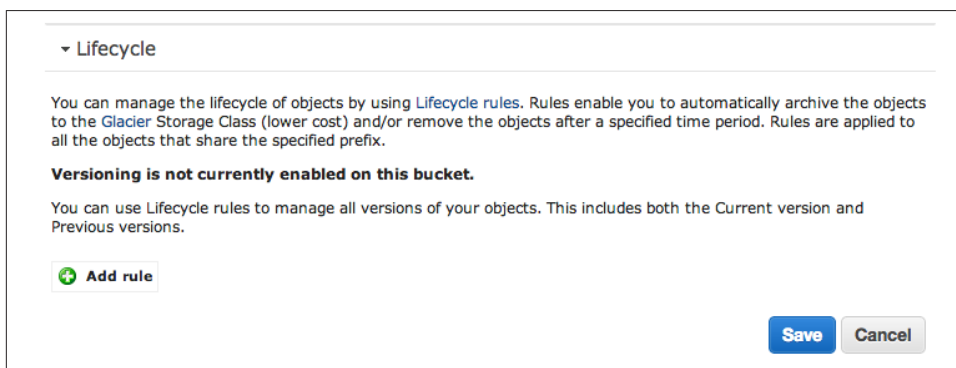 Lifecycle
You can manage the lifecycle of objects by using Lifecycle rules. Rules enable you to automatically archive the objects
to the Glacier Storage Class (lower cost) and/or remove the objects after a specified time period. Rules are applied to
all the objects that share the specified prefix.
Versioning is not currently enabled on this bucket.
You can use Lifecycle rules to manage all versions of your objects. This includes both the Current version and
Previous versions.
Add rule
Save Cancel